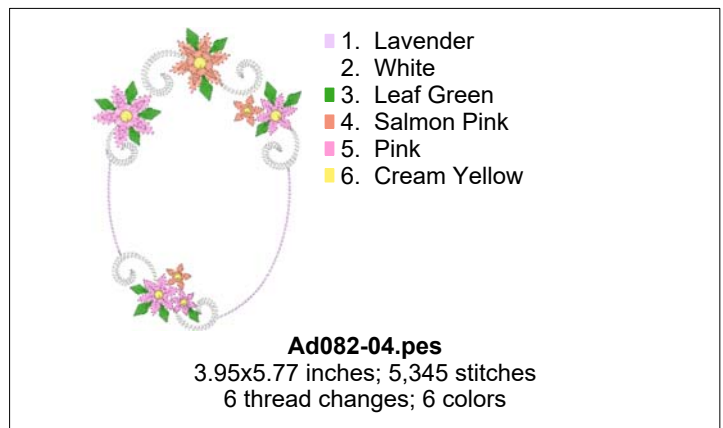 1. Lavender
2. White
3. Leaf Green
4. Salmon Pink
5. Pink
6. Cream Yellow
Ad082-04.pes
3.95x5.77 inches; 5,345 stitches
6 thread changes; 6 colors